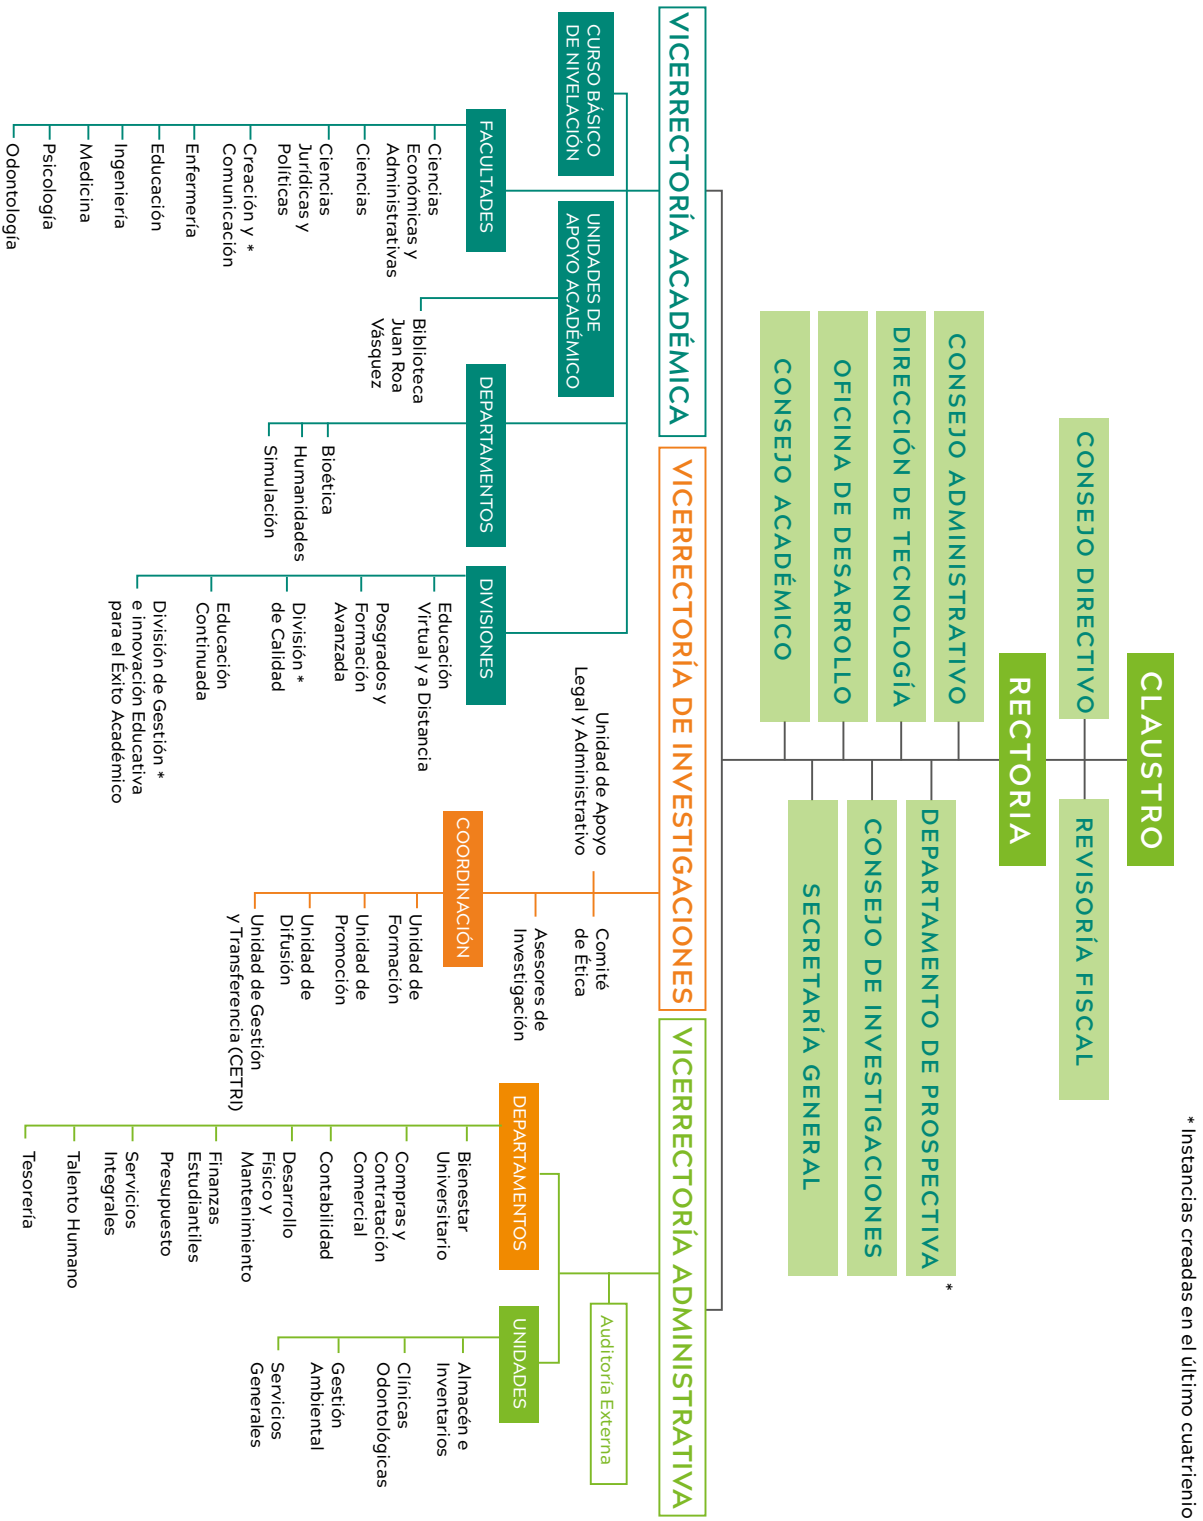 * Instancias creadas en el último cuatrienio
CLAUSTRO
CONSEJO DIRECTIVO
REVISORÍA FISCAL
RECTORIA
CONSEJO ADMINISTRATIVO
DEPARTAMENTO DE PROSPECTIVA *
DIRECCIÓN DE TECNOLOGÍA
CONSEJO DE INVESTIGACIONES
OFICINA DE DESARROLLO
SECRETARÍA GENERAL
CONSEJO ACADÉMICO
VICERRECTORÍA ACADÉMICA
CURSO BÁSICO
DE NIVELACIÓN
UNIDADES DE
APOYO ACADÉMICO
Biblioteca
Juan Roa
Vásquez
FACULTADES
Ciencias
Económicas y
Administrativas
Ciencias
Ciencias
Jurídicas y
Políticas
Creación y *
Comunicación
Enfermería
Educación
Ingeniería
Medicina
Psicología
Odontología
DEPARTAMENTOS
Bioética
Humanidades
Simulación
DIVISIONES
Educación
Virtual y a Distancia
Posgrados y
Formación
Avanzada
División *
de Calidad
Educación
Continuada
División de Gestión *
e innovación Educativa
para el Éxito Académico
VICERRECTORÍA DE INVESTIGACIONES
Unidad de Apoyo
Legal y Administrativo
Comité
de Ética
Asesores de
Investigación
COORDINACIÓN
Unidad de
Formación
Unidad de
Promoción
Unidad de
Difusión
Unidad de Gestión
y Transferencia (CETRI)
VICERRECTORÍA ADMINISTRATIVA
Auditoría Externa
DEPARTAMENTOS
Bienestar
Universitario
Compras y
Contratación
Comercial
Contabilidad
Desarrollo
Físico y
Mantenimiento
Finanzas
Estudiantiles
Presupuesto
Servicios
Integrales
Talento Humano
Tesorería
UNIDADES
Almacén e
Inventarios
Clínicas
Odontológicas
Gestión
Ambiental
Servicios
Generales